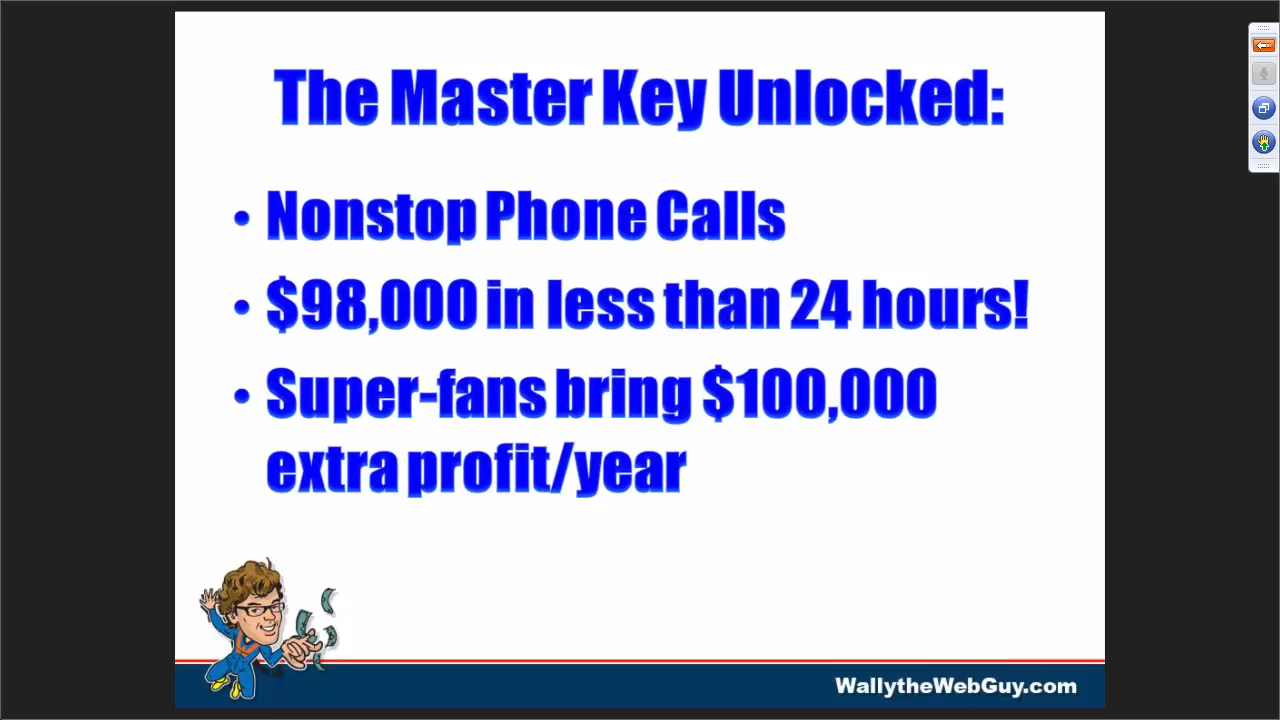 The Master Key Unlocked:
• Nonstop Phone Calls
• $98,000 in less than 24 hours!
• Super-fans bring $100,000
extra profit/year
WallytheWebGuy.com